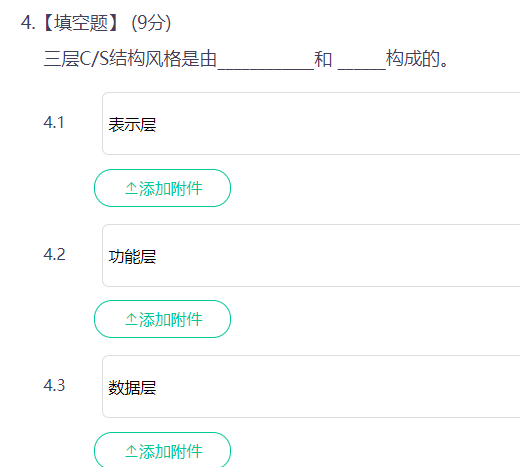 4.【填空题】 (9分)
三层C/S结构风格是由____________和 ______构成的。
4.1 表示层
添加附件
4.2 功能层
添加附件
4.3 数据层
添加附件